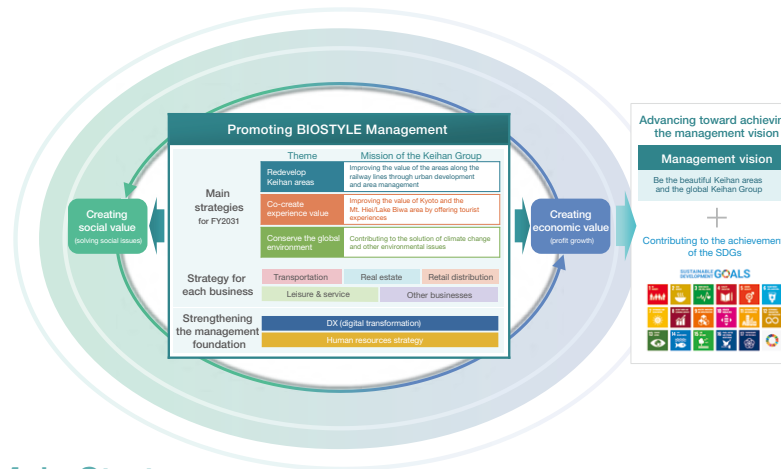 Promoting BIOSTYLE Management
Theme
Mission of the Keihan Group
Main
strategies
for FY2031
Redevelop
Keihan areas
Improving the value of the areas along the
railway lines through urban development
and area management
Co-create
experience value
Improving the value of Kyoto and the
Mt. Hiei/Lake Biwa area by offering tourist
experiences
Conserve the global
environment
Contributing to the solution of climate change
and other environmental issues
Strategy for
each business
Transportation
Real estate
Retail distribution
Leisure & service
Other businesses
Strengthening
the management
foundation
DX (digital transformation)
Human resources strategy
Creating
social value
(solving social issues)
Creating
economic value
(profit growth)
Advancing toward achievin
the management vision
Management vision
Be the beautiful Keihan areas
and the global Keihan Group
Contributing to the achievemen
of the SDGs
SUSTAINABLE
DEVELOPMENT GOALS